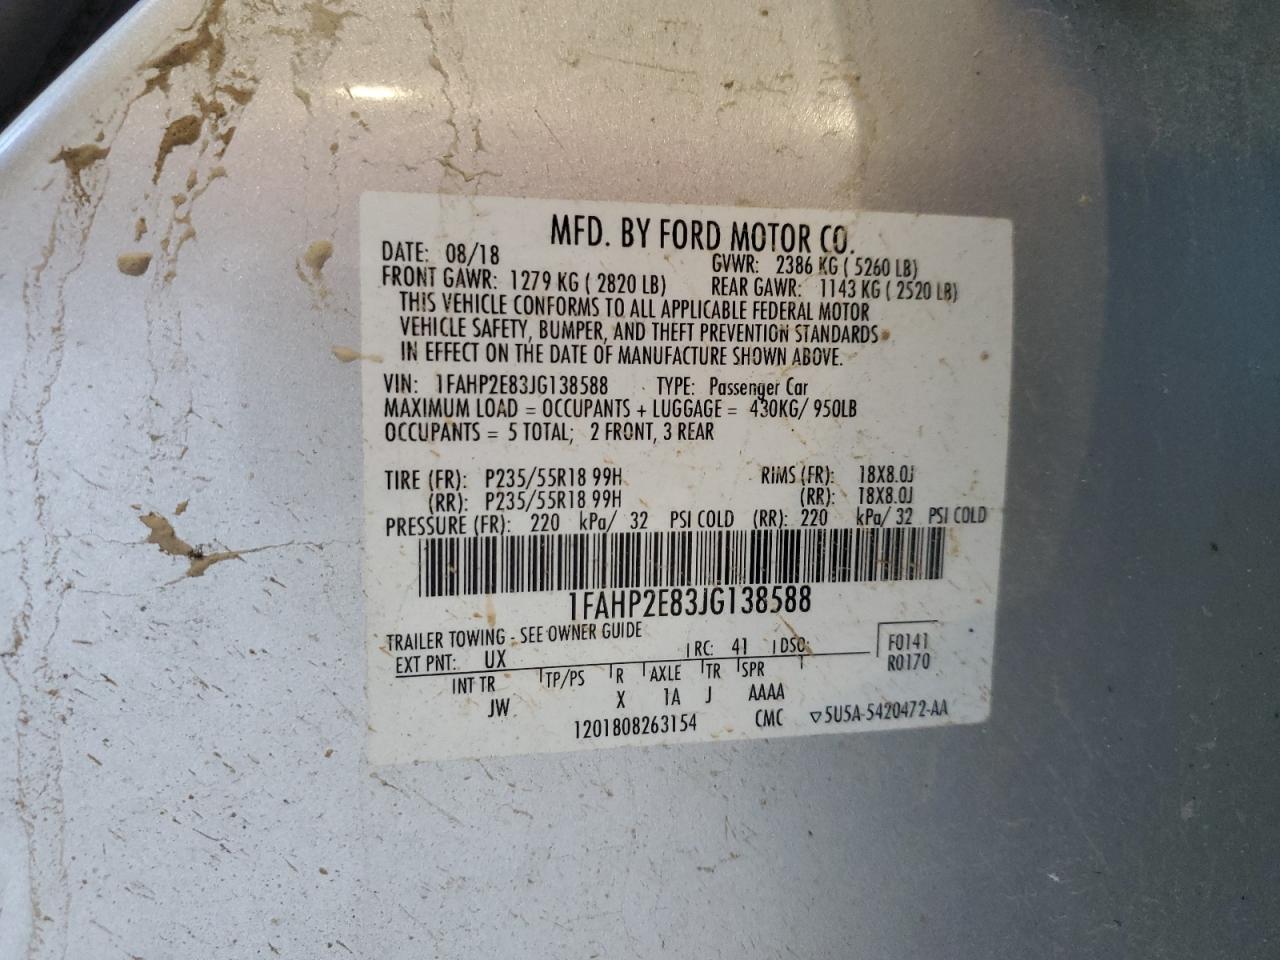 MFD. BY FORD MOTOR CO.
DATE: 08/18 GVWR: 2386 KG ( 5260 LB)
FRONT GAWR: 1279 KG ( 2820 LB) REAR GAWR: 1143 KG ( 2520 LB)
THIS VEHICLE CONFORMS TO ALL APPLICABLE FEDERAL MOTOR
VEHICLE SAFETY, BUMPER, AND THEFT PREVENTION STANDARDS
IN EFFECT ON THE DATE OF MANUFACTURE SHOWN ABOVE.
VIN: 1FAHP2E83JG138588 TYPE: Passenger Car
MAXIMUM LOAD = OCCUPANTS + LUGGAGE = 430KG/ 950LB
OCCUPANTS = 5 TOTAL; 2 FRONT, 3 REAR
TIRE (FR): P235/55R18 99H RIMS (FR): 18X8.0J
(RR): P235/55R18 99H (RR): 18X8.0J
PRESSURE (FR): 220 kPa/ 32 PSI COLD (RR): 220 kPa/ 32 PSI COLD
1FAHP2E83JG138588
TRAILER TOWING - SEE OWNER GUIDE
EXT PNT: UX RC: 41 DSO: F0141
R0170
INT TR TP/PS R AXLE TR SPR
JW X 1A J AAAA
1201808263154 CMC ▽5U5A-5420472-AA